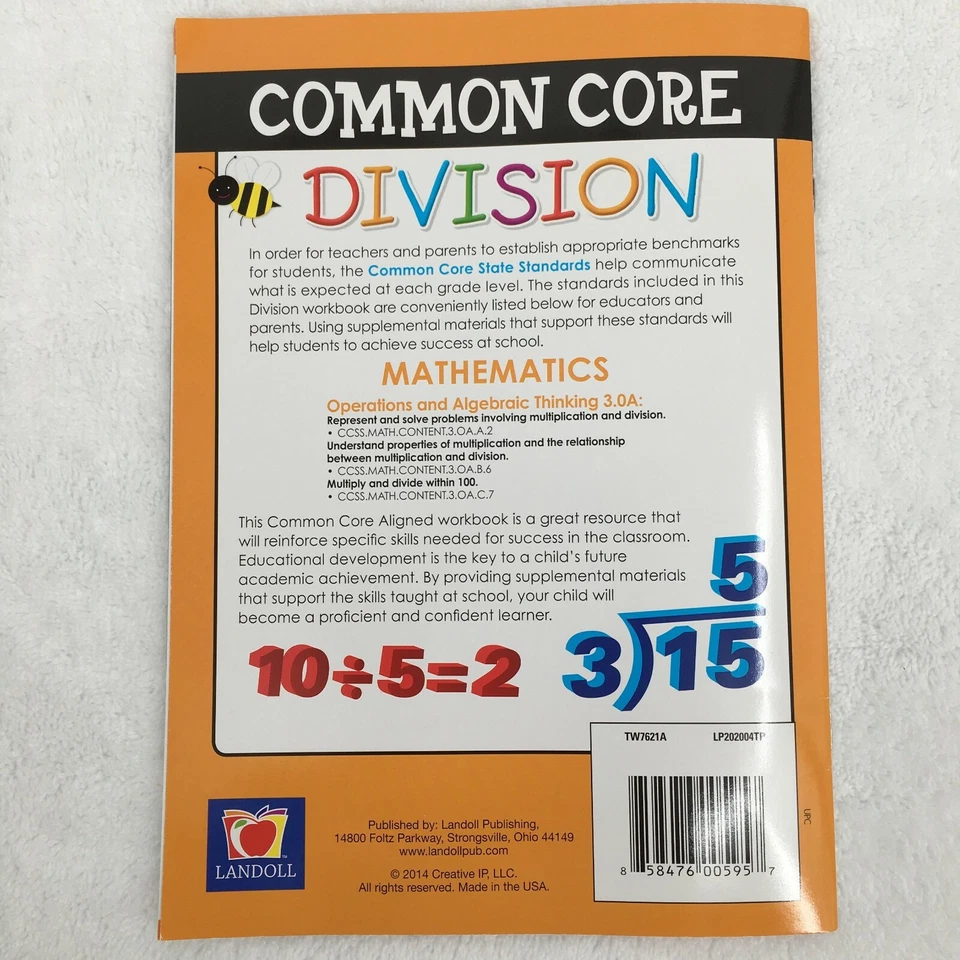 COMMON CORE
DIVISION
In order for teachers and parents to establish appropriate benchmarks
for students, the Common Core State Standards help communicate
what is expected at each grade level. The standards included in this
Division workbook are conveniently listed below for educators and
parents. Using supplemental materials that support these standards will
help students to achieve success at school.
MATHEMATICS
Operations and Algebraic Thinking 3.0A:
Represent and solve problems involving multiplication and division.
• CCSS.MATH.CONTENT.3.OA.A.2
Understand properties of multiplication and the relationship
between multiplication and division.
• CCSS.MATH.CONTENT.3.OA.B.6
Multiply and divide within 100.
• CCSS.MATH.CONTENT.3.OA.C.7
This Common Core Aligned workbook is a great resource that
will reinforce specific skills needed for success in the classroom.
Educational development is the key to a child's future
academic achievement. By providing supplemental materials
that support the skills taught at school, your child will
become a proficient and confident learner.
10÷5=2
5
3)15
TW7621A LP202004TP
UPC
8 58476 00595 7
LANDOLL
Published by: Landoll Publishing,
14800 Foltz Parkway, Strongsville, Ohio 44149
www.landollpub.com
© 2014 Creative IP, LLC.
All rights reserved. Made in the USA.